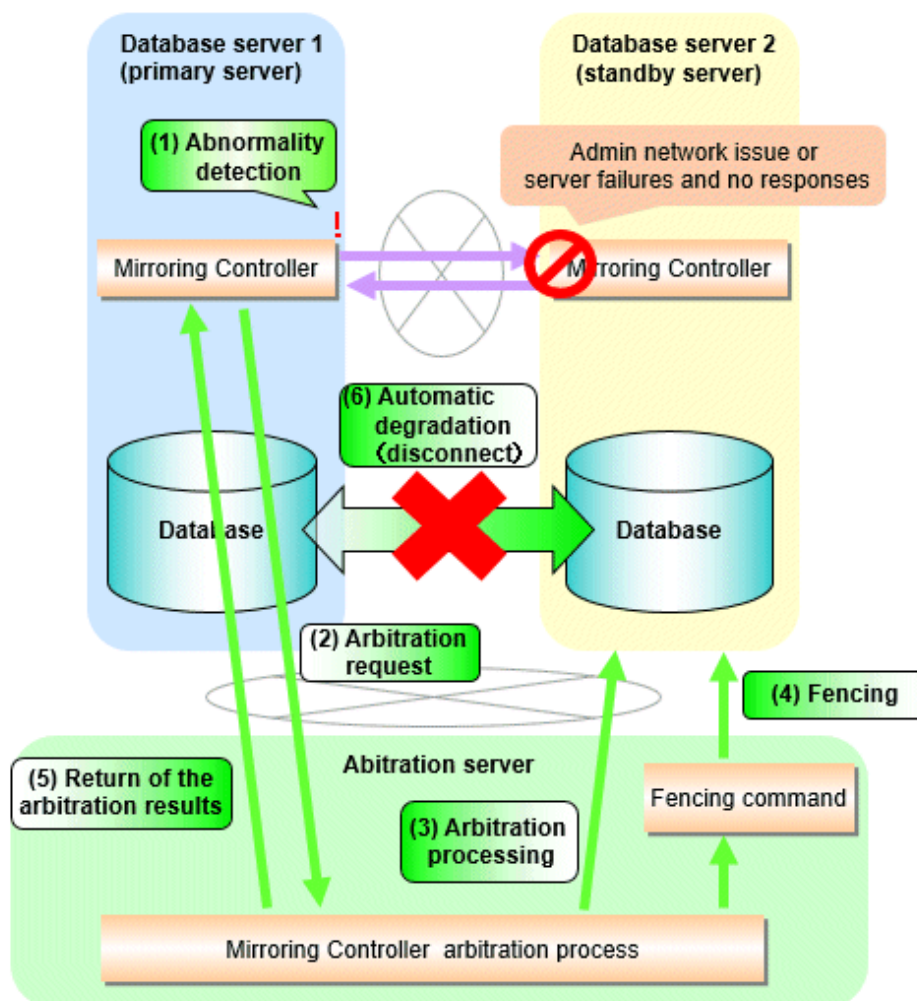 Database server 1
(primary server)
Database server 2
(standby server)
(1) Abnormality
detection
Admin network issue or
server failures and no responses
!
Mirroring Controller
Mirroring Controller
(6) Automatic
degradation
(disconnect)
Database
Database
(2) Arbitration
request
(4) Fencing
Abitration server
(5) Return of the
arbitration results
(3) Arbitration
processing
Fencing command
Mirroring Controller arbitration process